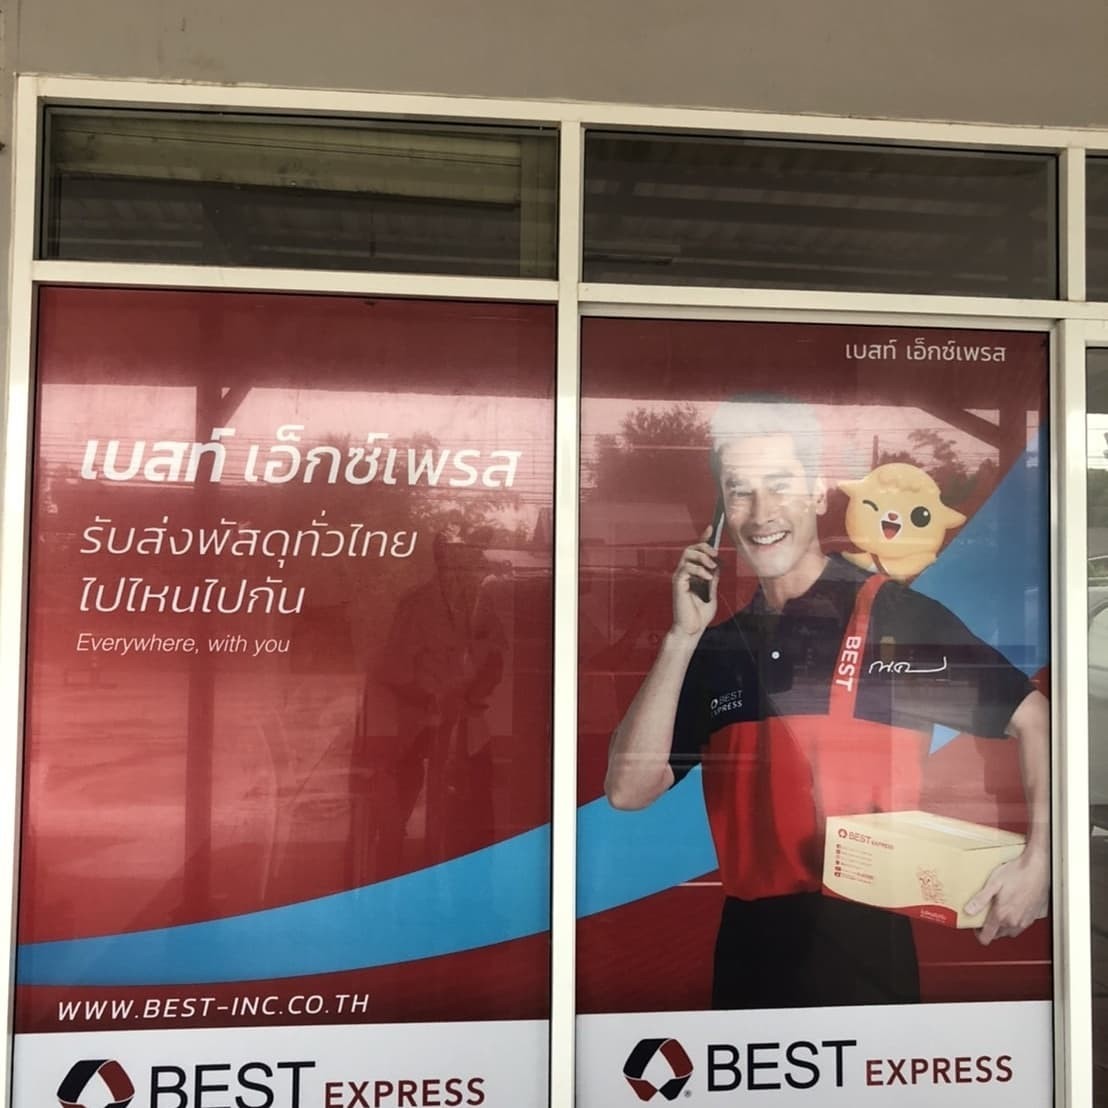 เบสท์ เอ็กซ์เพรส
รับส่งพัสดุทั่วไทย
ไปไหนไปกัน
Everywhere, with you
WWW.BEST-INC.CO.TH
BEST EXPRESS
เบสท์ เอ็กซ์เพรส
BEST
BEST
EXPRESS
BEST EXPRESS
BEST EXPRESS